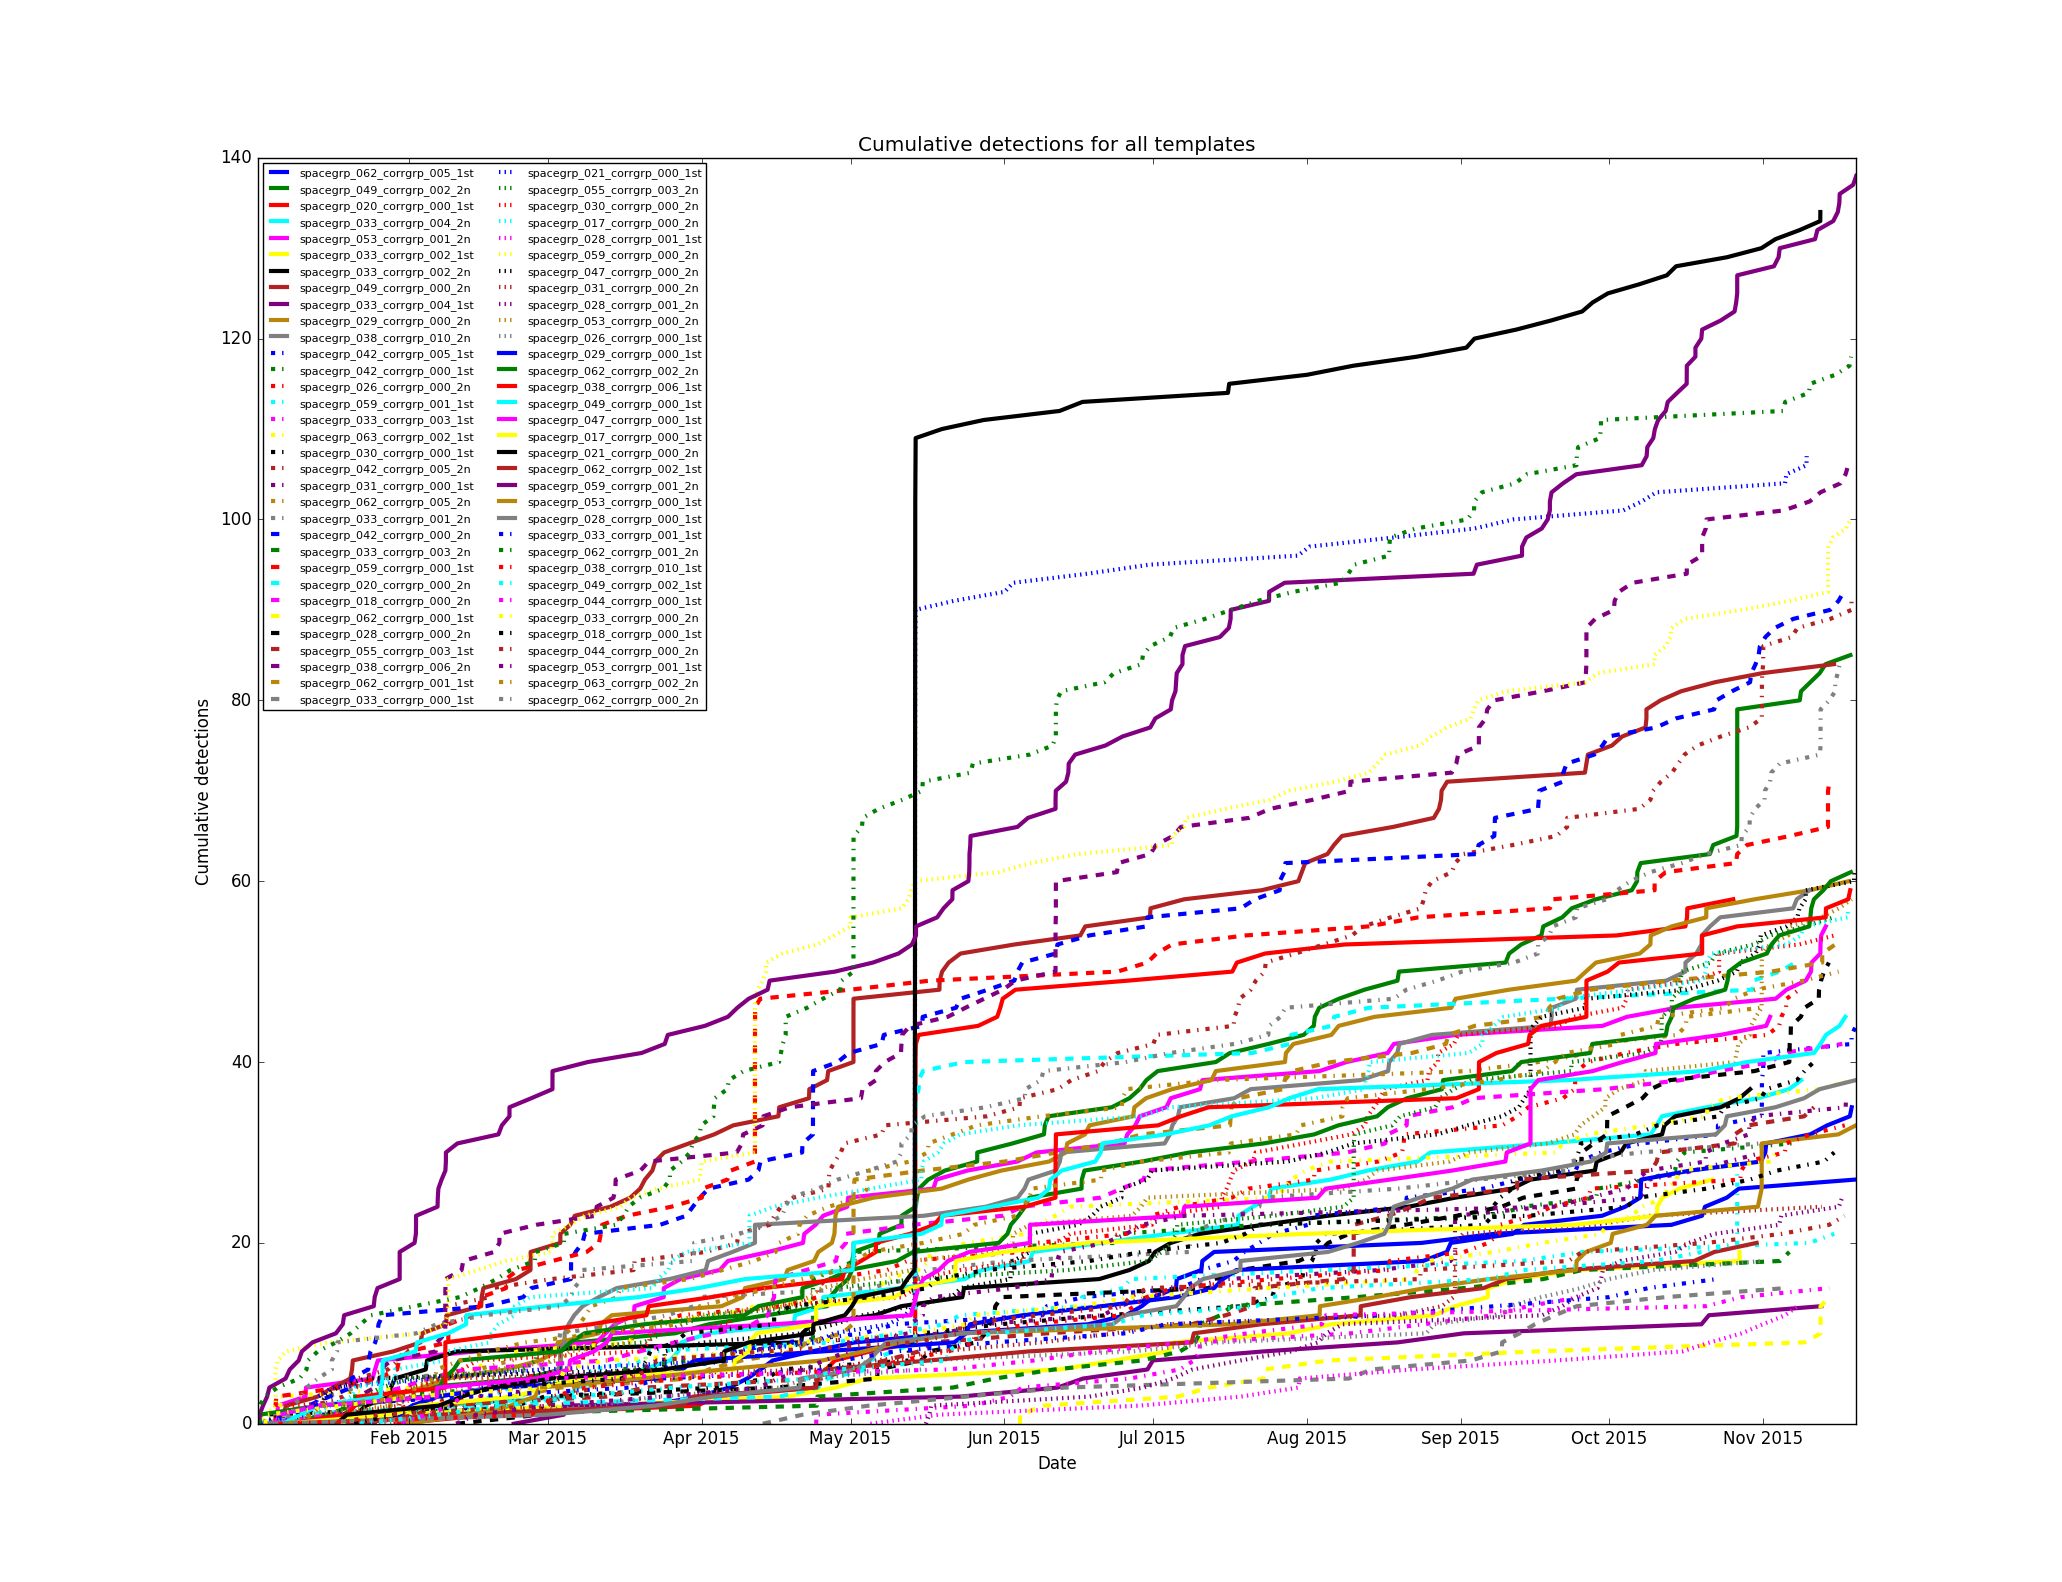 Cumulative detections for all templates
140
120
100
80
60
40
20
0
Cumulative detections
spacegrp_062_corrgrp_005_1st
spacegrp_049_corrgrp_002_2n
spacegrp_020_corrgrp_000_1st
spacegrp_033_corrgrp_004_2n
spacegrp_053_corrgrp_001_2n
spacegrp_033_corrgrp_002_1st
spacegrp_033_corrgrp_002_2n
spacegrp_049_corrgrp_000_2n
spacegrp_033_corrgrp_004_1st
spacegrp_029_corrgrp_000_2n
spacegrp_038_corrgrp_010_2n
spacegrp_042_corrgrp_005_1st
spacegrp_042_corrgrp_000_1st
spacegrp_026_corrgrp_000_2n
spacegrp_059_corrgrp_001_1st
spacegrp_033_corrgrp_003_1st
spacegrp_063_corrgrp_002_1st
spacegrp_030_corrgrp_000_1st
spacegrp_042_corrgrp_005_2n
spacegrp_031_corrgrp_000_1st
spacegrp_062_corrgrp_005_2n
spacegrp_033_corrgrp_001_2n
spacegrp_042_corrgrp_000_2n
spacegrp_033_corrgrp_003_2n
spacegrp_059_corrgrp_000_1st
spacegrp_020_corrgrp_000_2n
spacegrp_018_corrgrp_000_2n
spacegrp_062_corrgrp_000_1st
spacegrp_028_corrgrp_000_2n
spacegrp_055_corrgrp_003_1st
spacegrp_038_corrgrp_006_2n
spacegrp_062_corrgrp_001_1st
spacegrp_033_corrgrp_000_1st
spacegrp_021_corrgrp_000_1st
spacegrp_055_corrgrp_003_2n
spacegrp_030_corrgrp_000_2n
spacegrp_017_corrgrp_000_2n
spacegrp_028_corrgrp_001_1st
spacegrp_059_corrgrp_000_2n
spacegrp_047_corrgrp_000_2n
spacegrp_031_corrgrp_000_2n
spacegrp_028_corrgrp_001_2n
spacegrp_053_corrgrp_000_2n
spacegrp_026_corrgrp_000_1st
spacegrp_029_corrgrp_000_1st
spacegrp_062_corrgrp_002_2n
spacegrp_038_corrgrp_006_1st
spacegrp_049_corrgrp_000_1st
spacegrp_047_corrgrp_000_1st
spacegrp_017_corrgrp_000_1st
spacegrp_021_corrgrp_000_2n
spacegrp_062_corrgrp_002_1st
spacegrp_059_corrgrp_001_2n
spacegrp_053_corrgrp_000_1st
spacegrp_028_corrgrp_000_1st
spacegrp_033_corrgrp_001_1st
spacegrp_062_corrgrp_001_2n
spacegrp_038_corrgrp_010_1st
spacegrp_049_corrgrp_002_1st
spacegrp_044_corrgrp_000_1st
spacegrp_033_corrgrp_000_2n
spacegrp_018_corrgrp_000_1st
spacegrp_044_corrgrp_000_2n
spacegrp_053_corrgrp_001_1st
spacegrp_063_corrgrp_002_2n
spacegrp_062_corrgrp_000_2n
Feb 2015
Mar 2015
Apr 2015
May 2015
Jun 2015
Jul 2015
Aug 2015
Sep 2015
Oct 2015
Nov 2015
Date